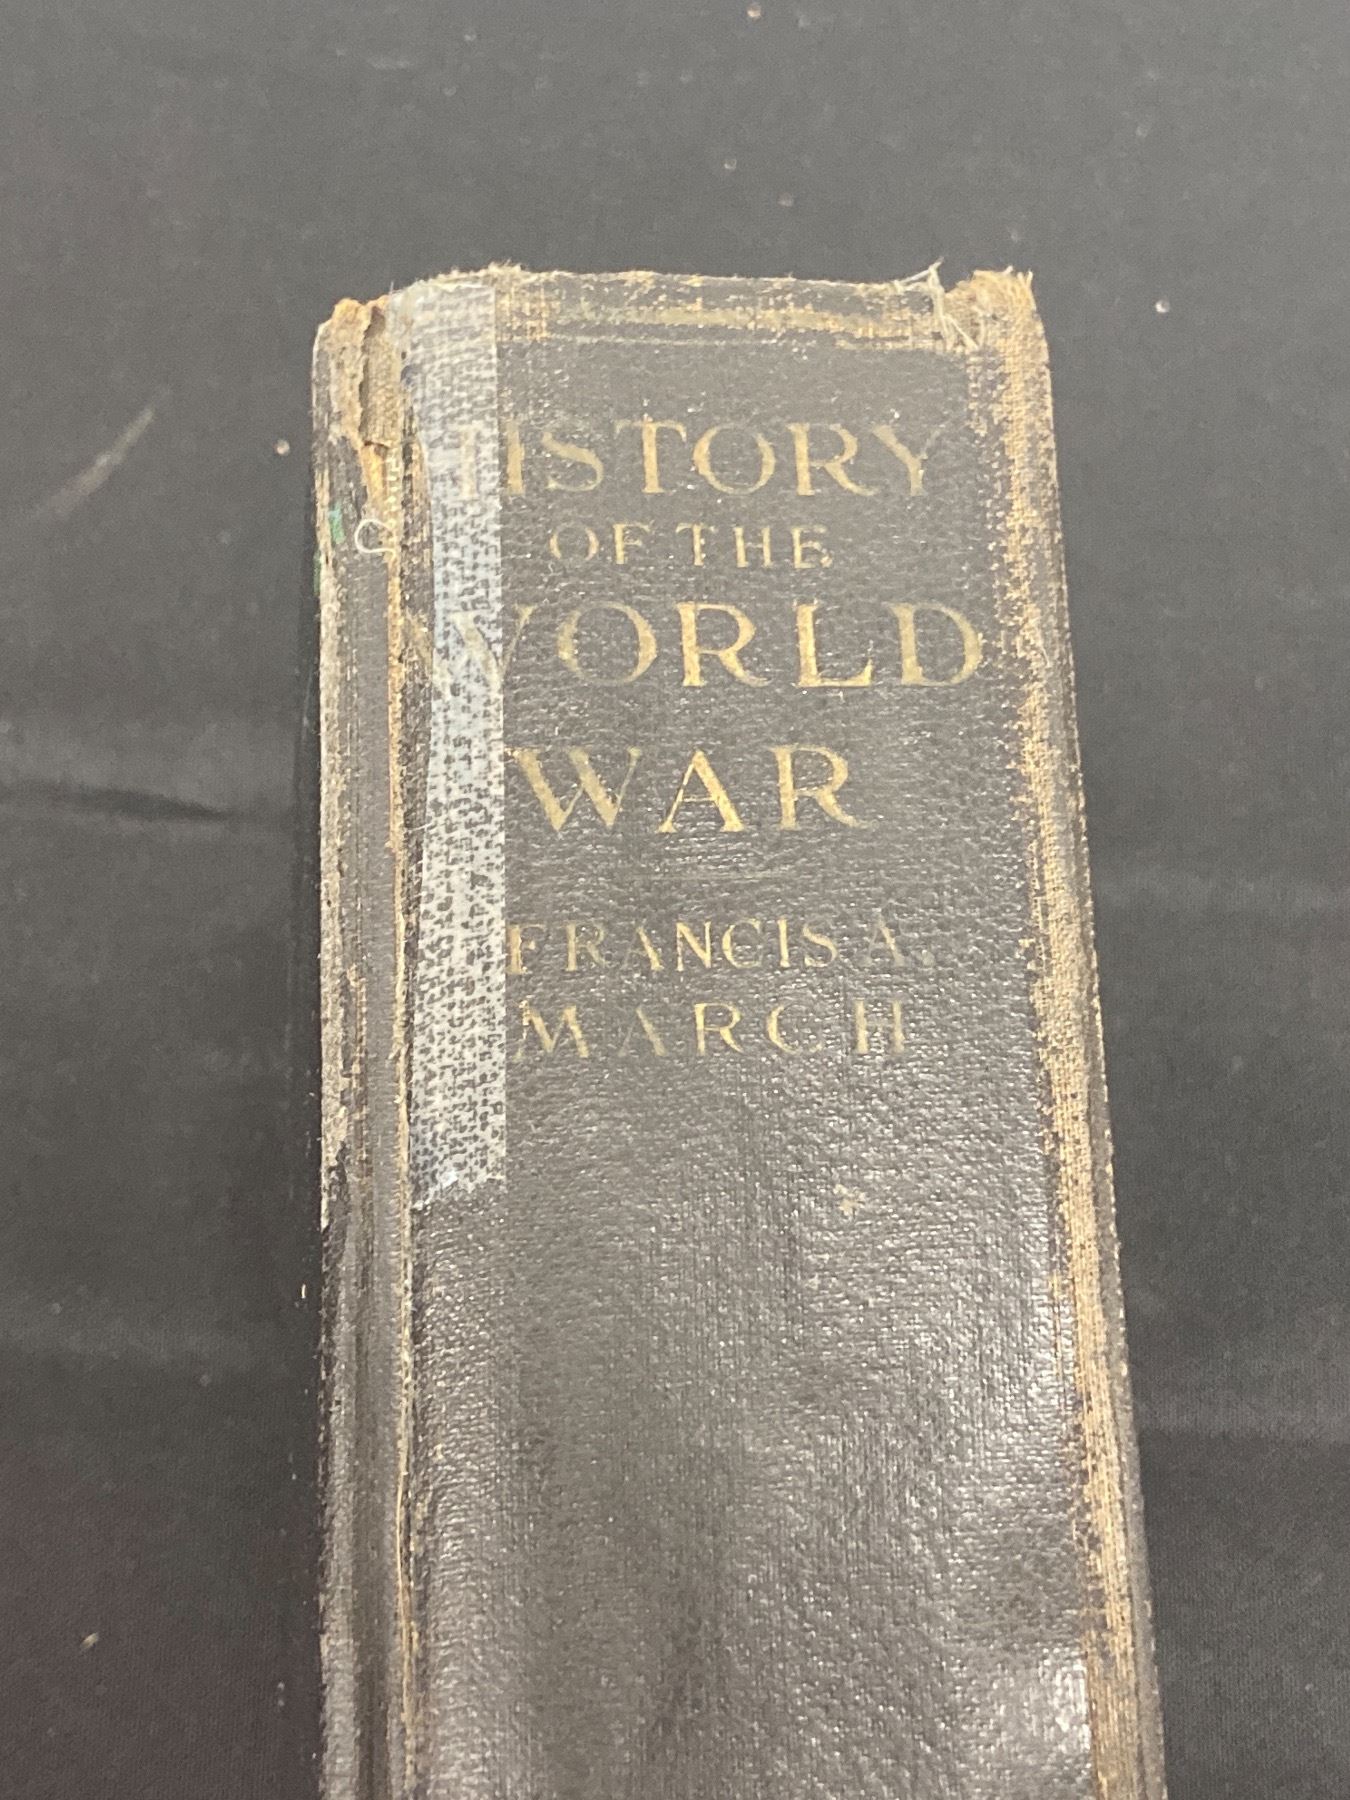 HISTORY
OF THE
WORLD
WAR
FRANCIS A.
MARCH